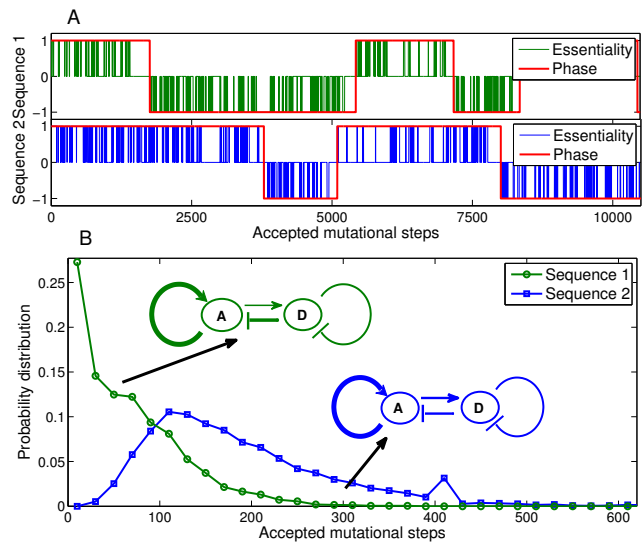 A
Sequence 1
1
0
−1
Essentiality
Phase
Sequence 2
1
0
−1
Essentiality
Phase
0
2500
5000
7500
10000
Accepted mutational steps
B
Probability distribution
0.25
0.2
0.15
0.1
0.05
0
Sequence 1
Sequence 2
A
D
A
D
0
100
200
300
400
500
600
Accepted mutational steps